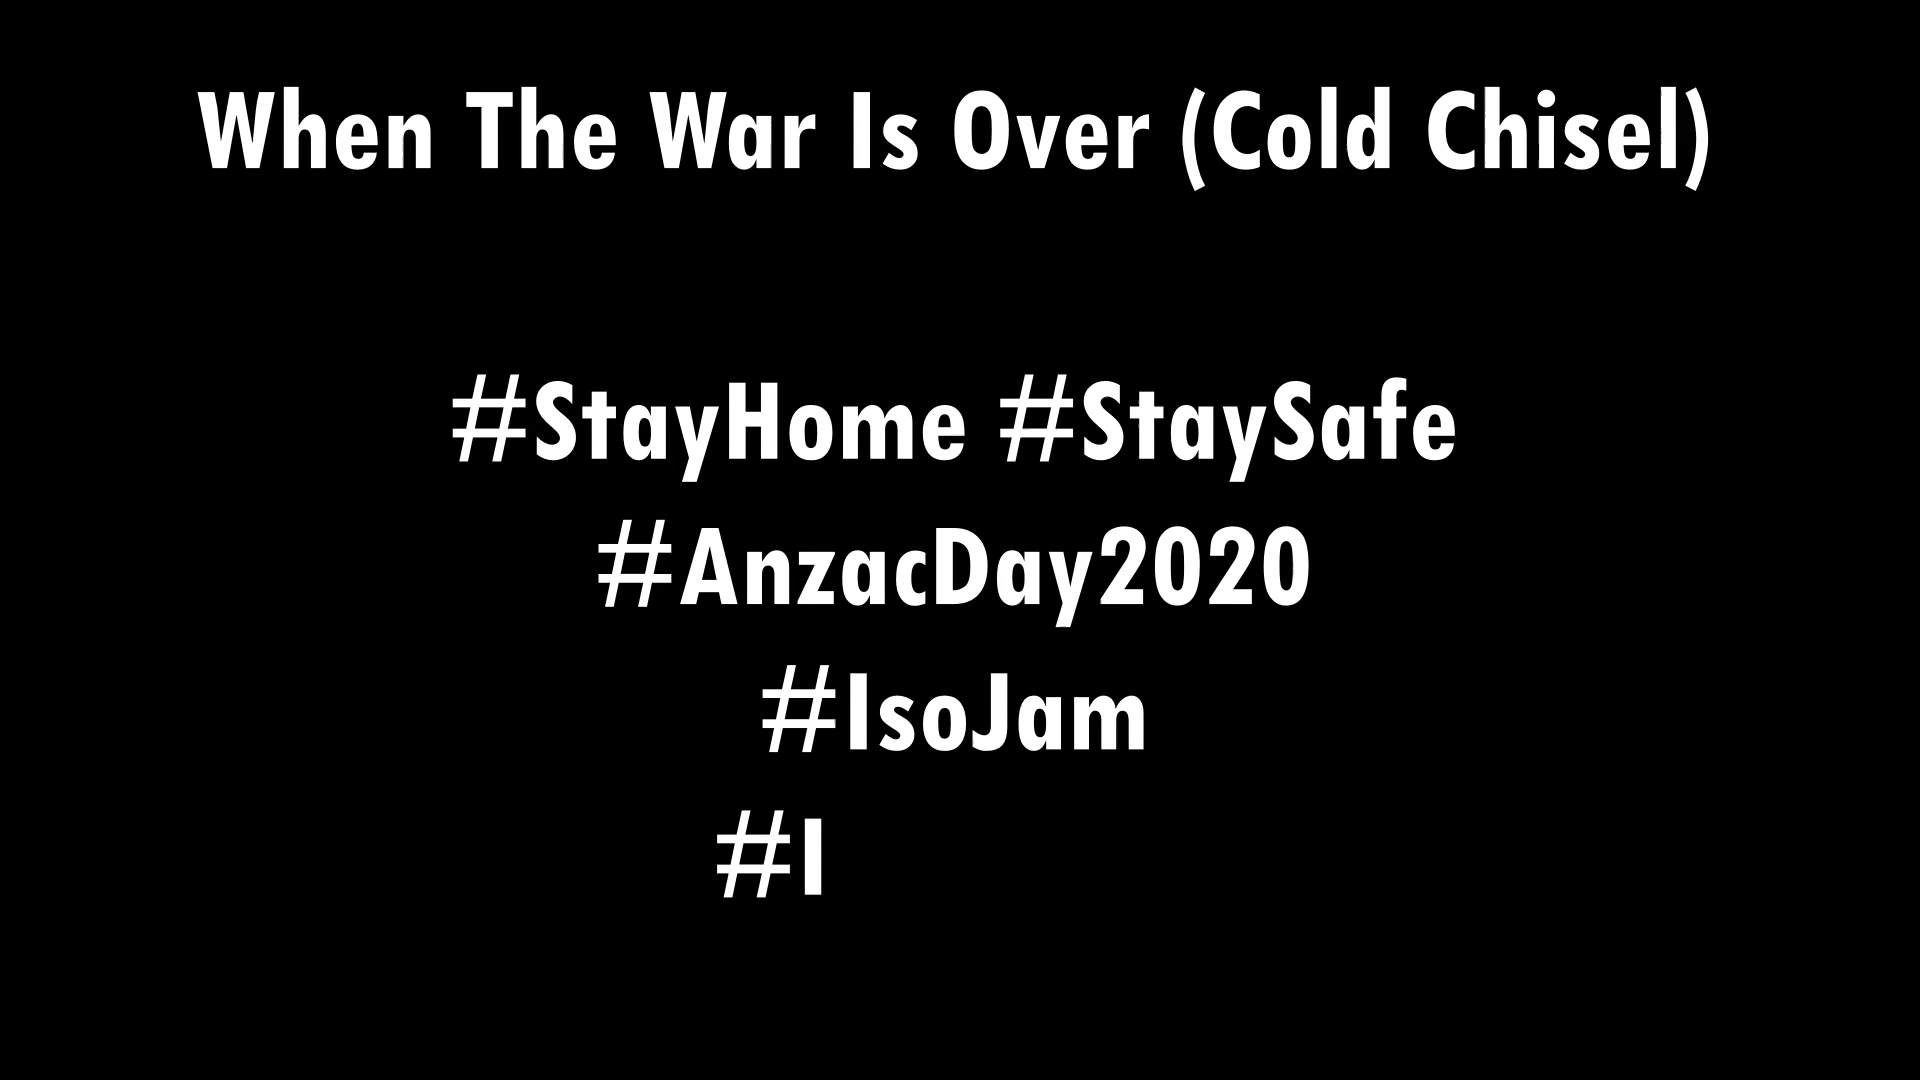 When The War Is Over (Cold Chisel)
#StayHome #StaySafe
#AnzacDay2020
#IsoJam
#I